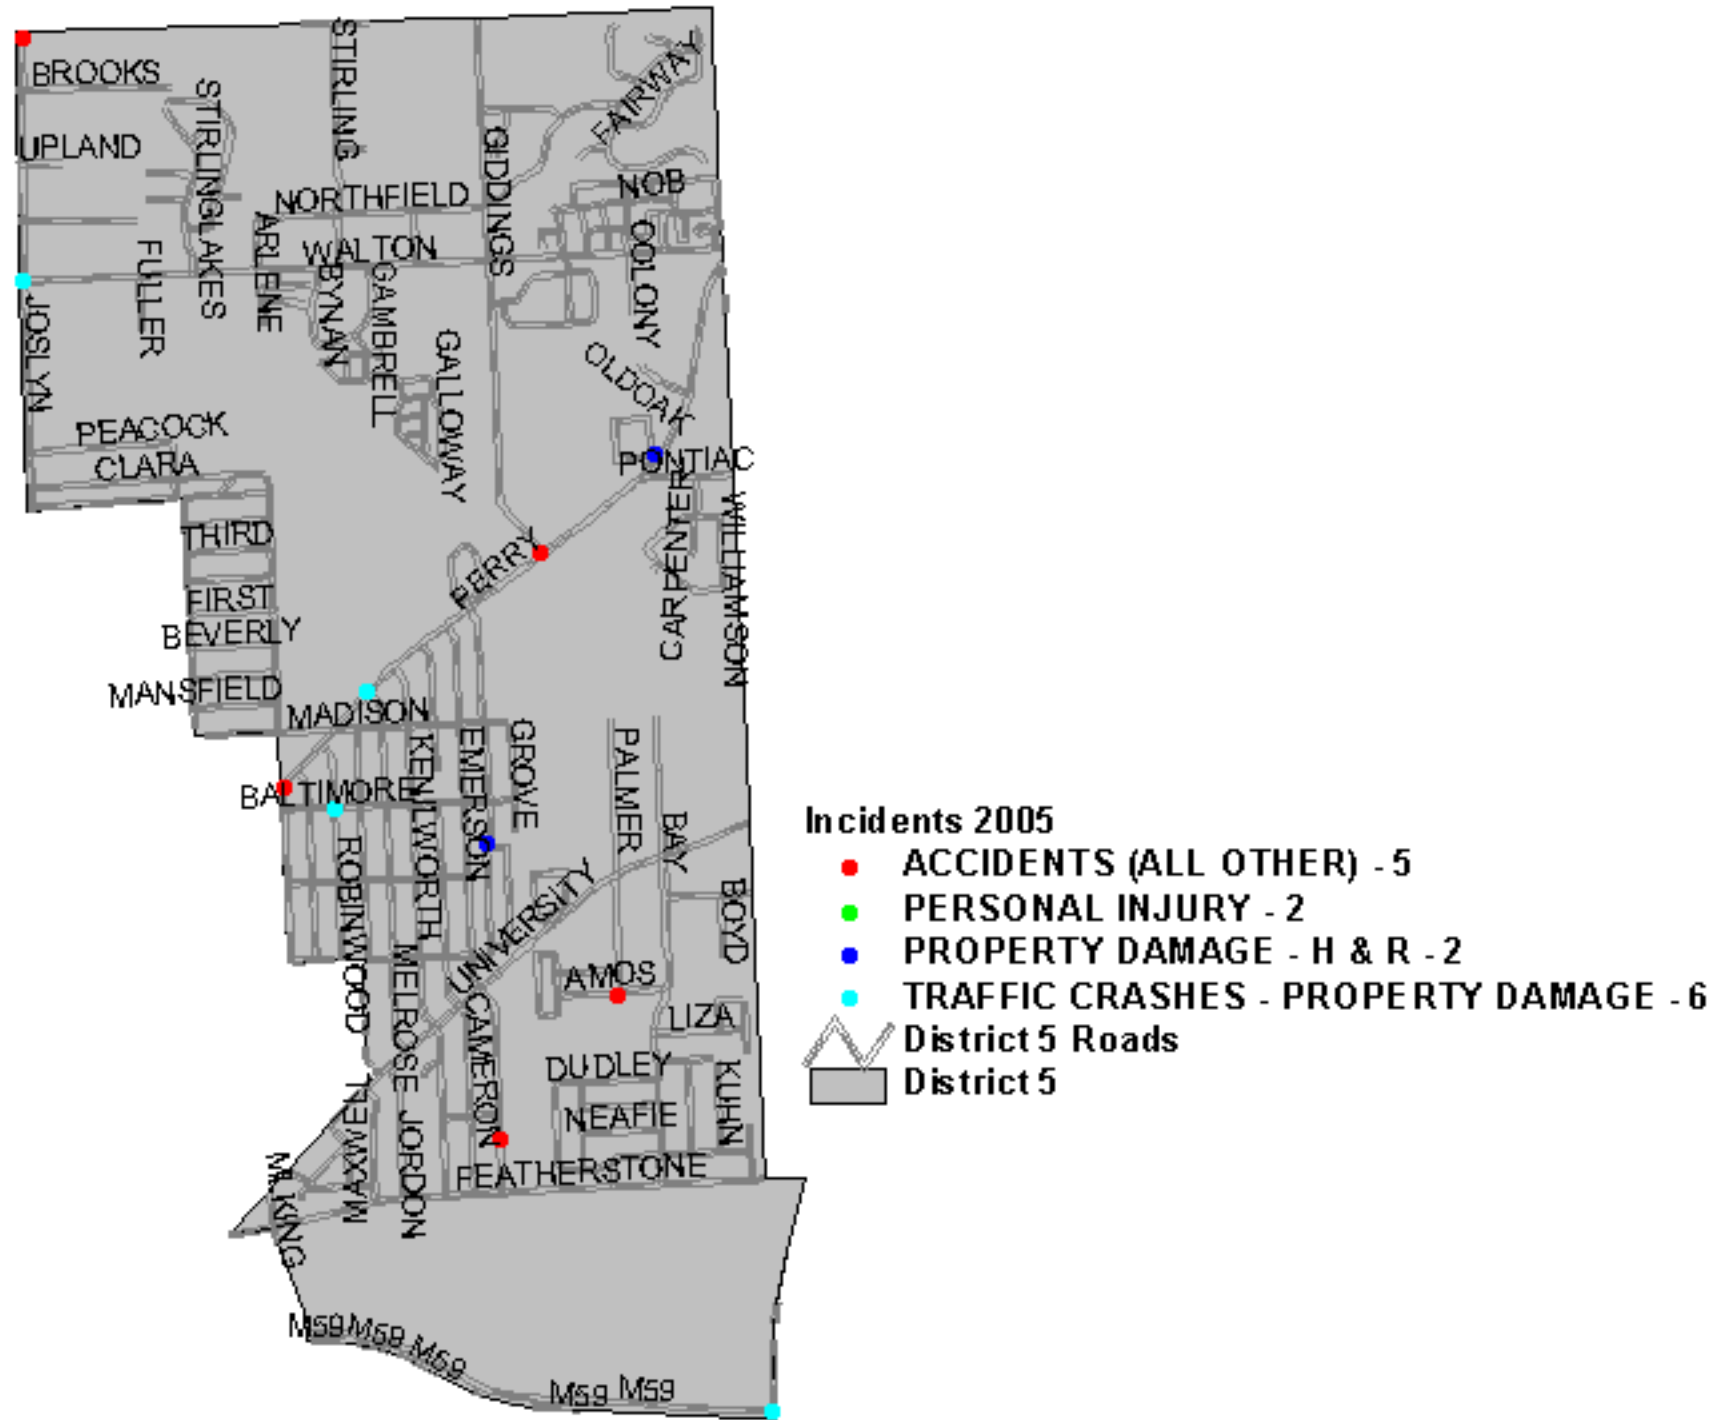 BROOKS
STIRLING
FAIRWAY
STIRLINGLAKES
UPLAND
GIDDINGS
NORTHFIELD
NOB
ARLENE
WALTON
COLONY
FULLER
BYNAN
GAMBRELL
JOSLYN
GALLOWAY
OLDOAK
PEACOCK
CLARA
PONTIAC
CARPENTER
WILLIAMSON
THIRD
PERRY
FIRST
BEVERLY
MANSFIELD
MADISON
KENILWORTH
EMERSON
GROVE
PALMER
BALTIMORE
BAY
ROBINWOOD
UNIVERSITY
BOYD
MELROSE
AMOS
CAMERON
LIZA
DUDLEY
KUHN
MAXWELL
JORDON
NEAFIE
FEATHERSTONE
MLKING
M59 M59 M59
M59 M59
Incidents 2005
ACCIDENTS (ALL OTHER) - 5
PERSONAL INJURY - 2
PROPERTY DAMAGE - H & R - 2
TRAFFIC CRASHES - PROPERTY DAMAGE - 6
District 5 Roads
District 5